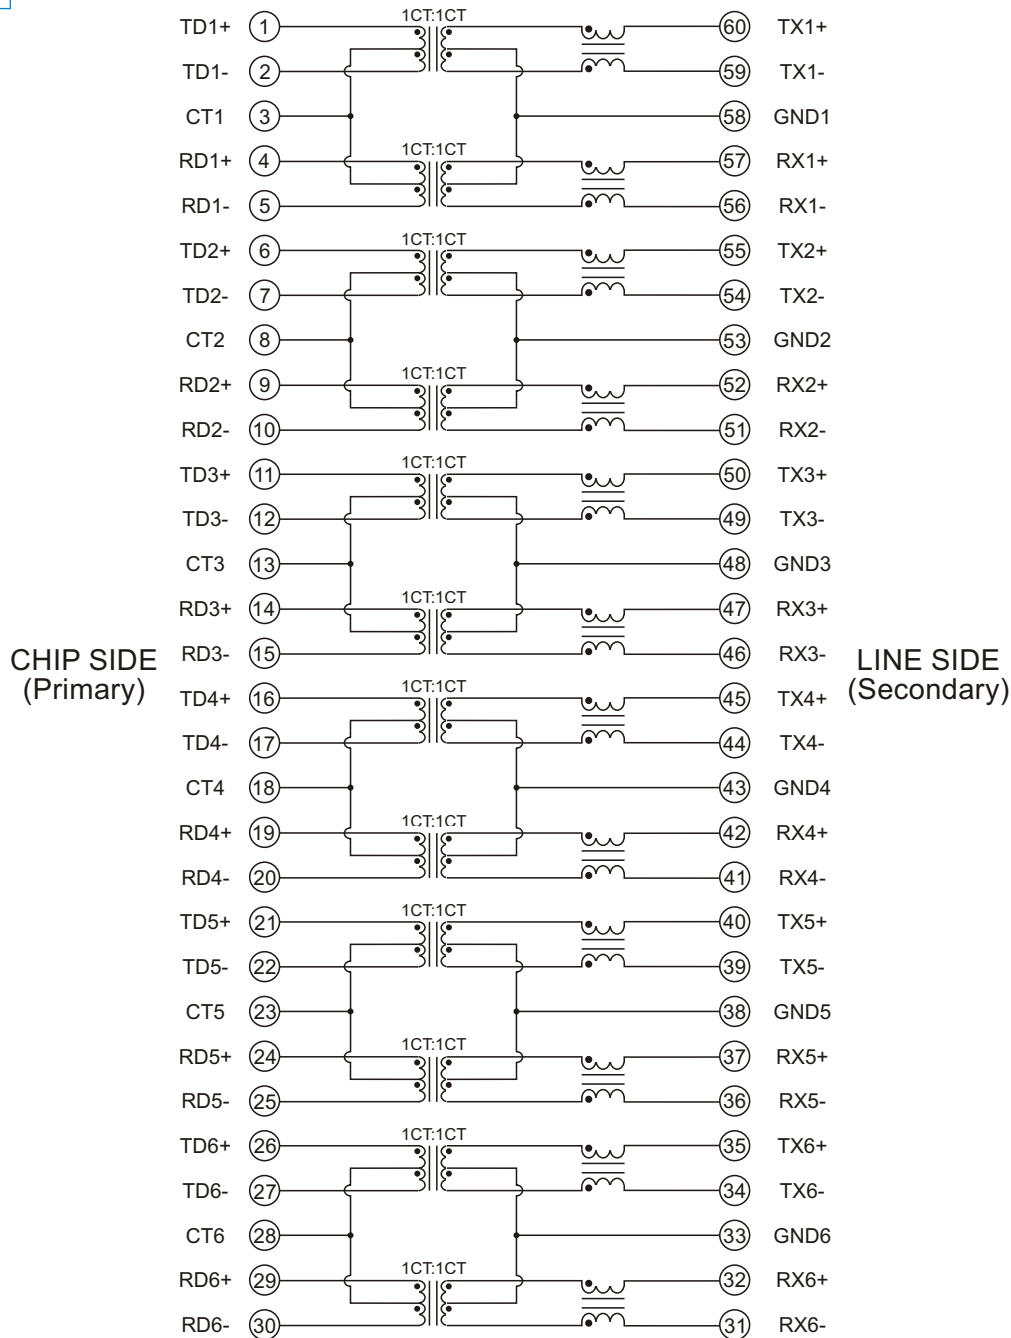 1CT:1CT
TD1+ 1 60 TX1+
TD1- 2 59 TX1-
CT1 3 58 GND1
1CT:1CT
RD1+ 4 57 RX1+
RD1- 5 56 RX1-
1CT:1CT
TD2+ 6 55 TX2+
TD2- 7 54 TX2-
CT2 8 53 GND2
1CT:1CT
RD2+ 9 52 RX2+
RD2- 10 51 RX2-
1CT:1CT
TD3+ 11 50 TX3+
TD3- 12 49 TX3-
CT3 13 48 GND3
1CT:1CT
RD3+ 14 47 RX3+
RD3- 15 46 RX3-
CHIP SIDE
(Primary)
LINE SIDE
(Secondary)
1CT:1CT
TD4+ 16 45 TX4+
TD4- 17 44 TX4-
CT4 18 43 GND4
1CT:1CT
RD4+ 19 42 RX4+
RD4- 20 41 RX4-
1CT:1CT
TD5+ 21 40 TX5+
TD5- 22 39 TX5-
CT5 23 38 GND5
1CT:1CT
RD5+ 24 37 RX5+
RD5- 25 36 RX5-
1CT:1CT
TD6+ 26 35 TX6+
TD6- 27 34 TX6-
CT6 28 33 GND6
1CT:1CT
RD6+ 29 32 RX6+
RD6- 30 31 RX6-